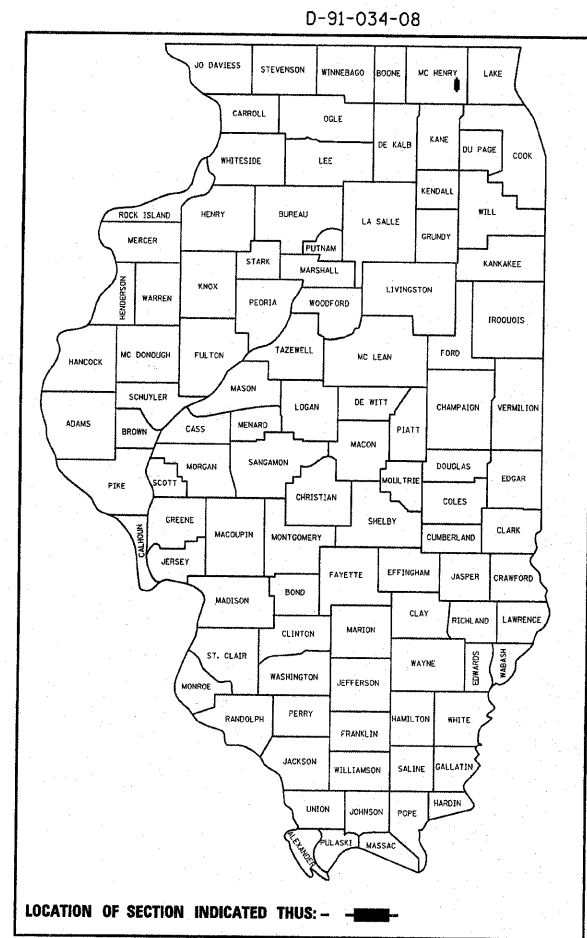 D-91-034-08
JO DAVIESS STEVENSON WINNEBAGO BOONE MC HENRY LAKE
CARROLL OGLE DE KALB KANE DU PAGE COOK
WHITESIDE LEE
KENDALL
ROCK ISLAND HENRY BUREAU LA SALLE WILL
MERCER PUTNAM GRUNDY
STARK MARSHALL KANKAKEE
HENDERSON WARREN KNOX PEORIA WOODFORD LIVINGSTON IROQUOIS
HANCOCK MC DONOUGH FULTON TAZEWELL MC LEAN FORD
SCHUYLER MASON
ADAMS BROWN CASS MENARD LOGAN DE WITT PIATT CHAMPAIGN VERMILION
MACON
PIKE SCOTT MORGAN SANGAMON MOULTRIE DOUGLAS EDGAR
CHRISTIAN COLES
CALHOUN GREENE MACOUPIN MONTGOMERY SHELBY CUMBERLAND CLARK
JERSEY FAYETTE EFFINGHAM JASPER CRAWFORD
MADISON BOND
CLAY RICHLAND LAWRENCE
CLINTON MARION
ST. CLAIR WAYNE EDWARDS WABASH
WASHINGTON JEFFERSON
MONROE
RANDOLPH PERRY HAMILTON WHITE
FRANKLIN
JACKSON WILLIAMSON SALINE GALLATIN
UNION JOHNSON POPE HARDIN
ALEXANDER PULASKI MASSAC
LOCATION OF SECTION INDICATED THUS: -